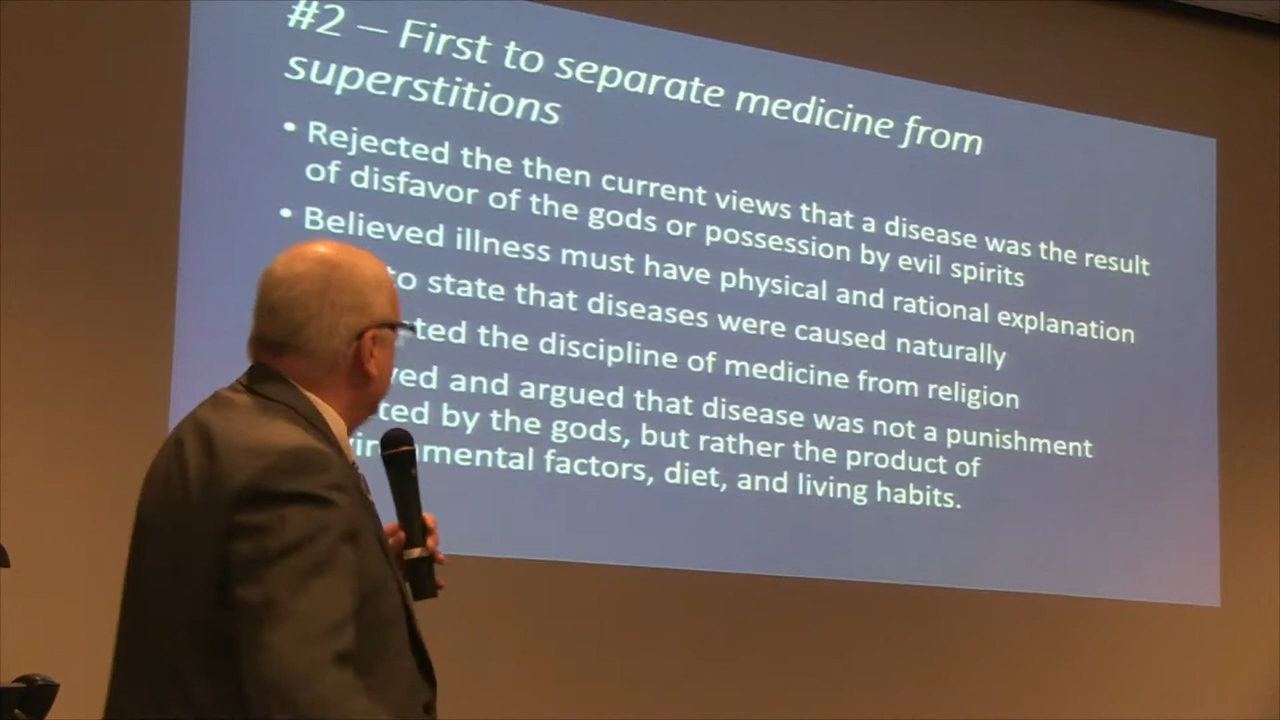 #2 – First to separate medicine from
superstitions
• Rejected the then current views that a disease was the result
of disfavor of the gods or possession by evil spirits
• Believed illness must have physical and rational explanation
to state that diseases were caused naturally
the discipline of medicine from religion
and argued that disease was not a punishment
by the gods, but rather the product of
factors, diet, and living habits.